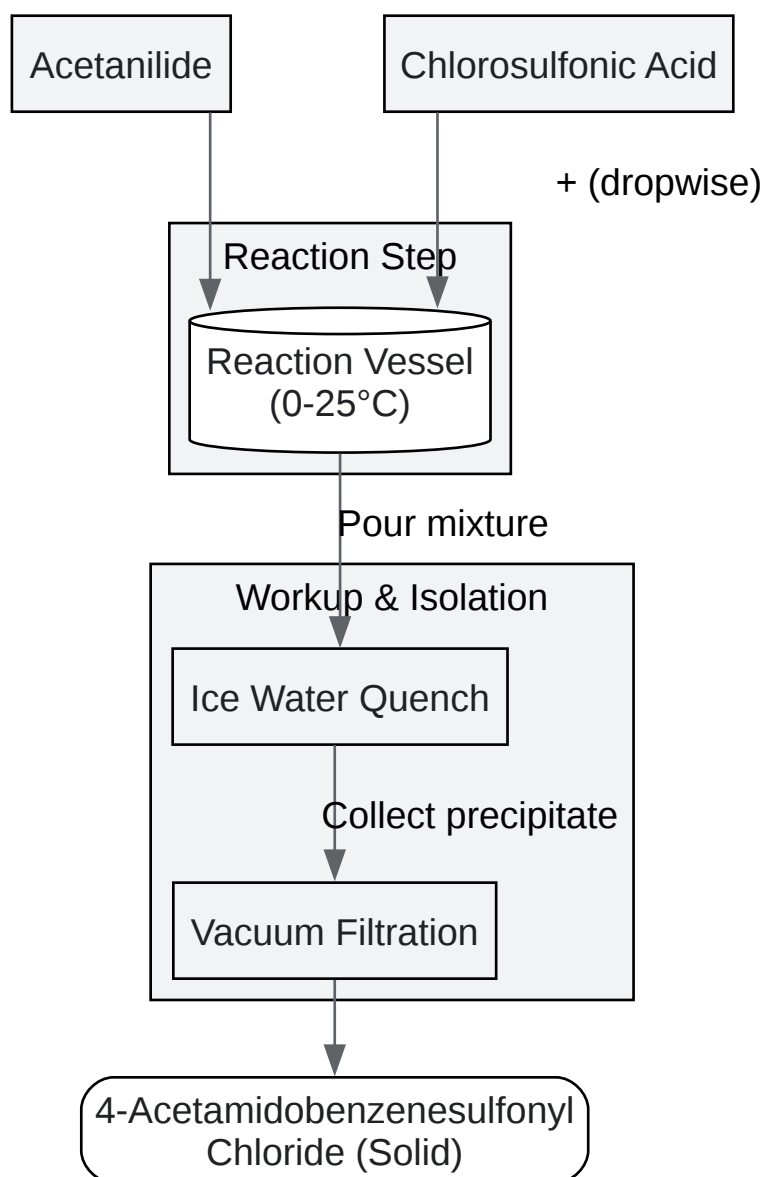 Acetanilide
Chlorosulfonic Acid
+ (dropwise)
Reaction Step
Reaction Vessel
(0-25°C)
Pour mixture
Workup & Isolation
Ice Water Quench
Collect precipitate
Vacuum Filtration
4-Acetamidobenzenesulfonyl
Chloride (Solid)